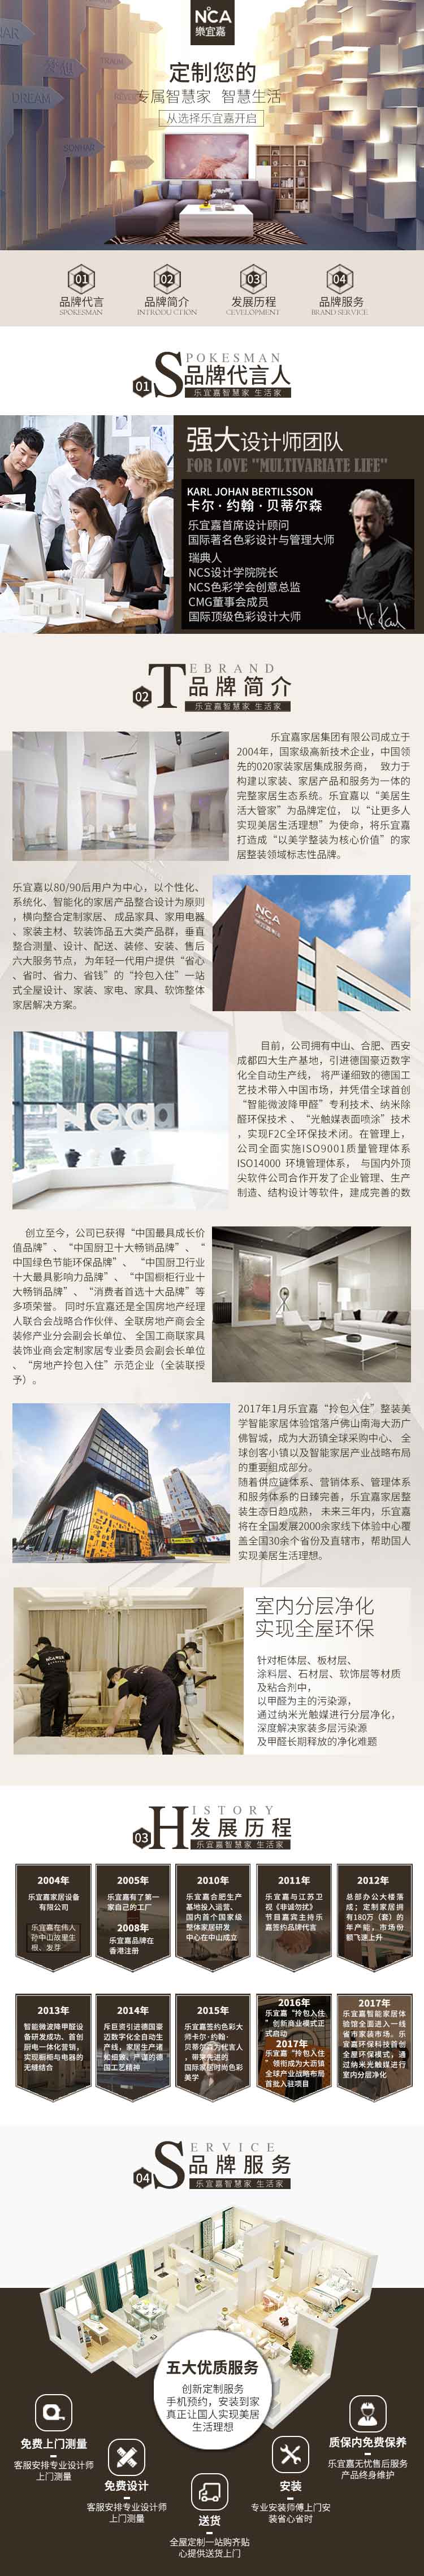 NCA
樂宜嘉
定制您的
专属智慧家 智慧生活
从选择乐宜嘉开启
DREAM
01
品牌代言
SPOKESMAN
02
品牌简介
INTRODU CTION
03
发展历程
CEVELOPMENT
04
品牌服务
BRAND SERVICE
01
SPOKESMAN
品牌代言人
乐宜嘉智慧家 生活家
强大设计师团队
FOR LOVE "MULTIVARIATE LIFE"
KARL JOHAN BERTILSSON
卡尔·约翰·贝蒂尔森
乐宜嘉首席设计顾问
国际著名色彩设计与管理大师
瑞典人
NCS设计学院院长
NCS色彩学会创意总监
CMG董事会成员
国际顶级色彩设计大师
02
TEBRAND
品牌简介
乐宜嘉智慧家 生活家
乐宜嘉家居集团有限公司成立于
2004年，国家级高新技术企业，中国领
先的020家装家居集成服务商， 致力于
构建以家装、家居产品和服务为一体的
完整家居生态系统。乐宜嘉以“美居生
活大管家”为品牌定位， 以“让更多人
实现美居生活理想”为使命，将乐宜嘉
打造成“以美学整装为核心价值”的家
居整装领域标志性品牌。
乐宜嘉以80/90后用户为中心，以个性化、
系统化、智能化的家居产品整合设计为原则
，横向整合定制家居、成品家具、家用电器
、家装主材、软装饰品五大类产品群，垂直
整合测量、设计、配送、装修、安装、售后
六大服务节点，为年轻一代用户提供“省心
、省时、省力、省钱”的“拎包入住”一站
式全屋设计、家装、家电、家具、软饰整体
家居解决方案。
NCA
nca
目前，公司拥有中山、合肥、西安
成都四大生产基地，引进德国豪迈数字
化全自动生产线， 将严谨细致的德国工
艺技术带入中国市场，并凭借全球首创
“智能微波降甲醛”专利技术、纳米除
醛环保技术 、“光触媒表面喷涂”技术
，实现F2C全环保技术闭。在管理上，
公司全面实施ISO9001质量管理体系
ISO14000 环境管理体系， 与国内外顶
尖软件公司合作开发了企业管理、生产
制造、结构设计等软件，建成完善的数
创立至今，公司已获得“中国最具成长价
值品牌”、“中国厨卫十大畅销品牌”、“
中国绿色节能环保品牌”、“中国厨卫行业
十大最具影响力品牌”、“中国橱柜行业十
大畅销品牌”、“消费者首选十大品牌”等
多项荣誉。 同时乐宜嘉还是全国房地产经理
人联合会战略合作伙伴、全联房地产商会全
装修产业分会副会长单位、 全国工商联家具
装饰业商会定制家居专业委员会副会长单位
、“房地产拎包入住”示范企业（全装联授
予）。
2017年1月乐宜嘉“拎包入住”整装美
学智能家居体验馆落户佛山南海大沥广
佛智城，成为大沥镇全球采购中心、 全
球创客小镇以及智能家居产业战略布局
的重要组成部分。
随着供应链体系、营销体系、管理体系
和服务体系的日臻完善，乐宜嘉家居整
装生态日趋成熟， 未来三年内，乐宜嘉
将在全国发展2000余家线下体验中心覆
盖全国30余个省份及直辖市，帮助国人
实现美居生活理想。
室内分层净化
实现全屋环保
针对柜体层、板材层、
涂料层、石材层、软饰层等材质
及粘合剂中，
以甲醛为主的污染源，
通过纳米光触媒进行分层净化，
深度解决家装多层污染源
及甲醛长期释放的净化难题
03
HISTORY
发展历程
乐宜嘉智慧家 生活家
2004年
乐宜嘉家居设备
有限公司
乐宜嘉在伟人
孙中山故里生
根、发芽
2005年
乐宜嘉有了第一
家自己的工厂
2008年
乐宜嘉品牌在
香港注册
2010年
乐宜嘉合肥生产
基地投入运营、
国内首个国家级
整体家居研发
中心在中山成立
2011年
乐宜嘉与江苏卫
视《非诚勿扰》
节目嘉宾主持乐
嘉签约品牌代言
2012年
总部办公大楼落
成；定制家居拥
有180万（套）的
年产能，市场份
额飞速上升
2013年
智能微波降甲醛设
备研发成功、首创
厨电一体化营销，
实现橱柜与电器的
无缝结合
2014年
斥巨资引进德国豪
迈数字化全自动生
产线，家居生产诸
如细致、严谨的德
国工艺精神
2015年
乐宜嘉签约色彩大
师卡尔·约翰·
贝蒂尔森为代言人
，带来先进的
国际家居时尚色彩
美学
2016年
乐宜嘉“拎包入住
”创新商业模式正
式启动
2017年
乐宜嘉“拎包入住
”领衔成为大沥镇
全球产业战略布局
首批入驻项目
2017年
乐宜嘉智能家居体
验馆全面进入一线
省市家装市场。乐
宜嘉环保科技首创
全屋环保模式，通
过纳米光触媒进行
室内分层净化
04
SERVICE
品牌服务
乐宜嘉智慧家 生活家
五大优质服务
创新定制服务
手机预约，安装到家
真正让国人实现美居
生活理想
免费上门测量
客服安排专业设计师
上门测量
免费设计
客服安排专业设计师
上门测量
送货
全屋定制一站购齐贴
心提供送货上门
安装
专业安装师傅上门安
装省心省时
质保内免费保养
乐宜嘉无忧售后服务
产品终身维护